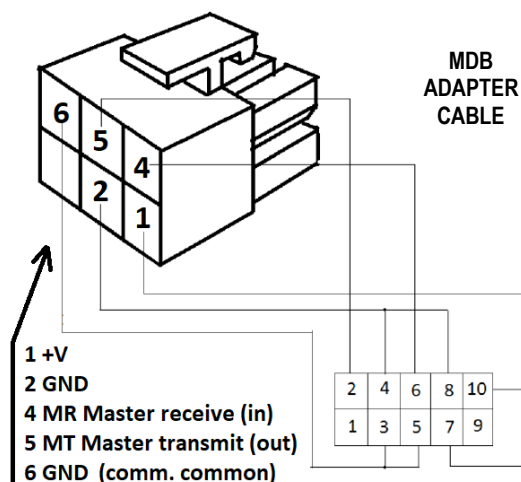 MDB
ADAPTER
CABLE
6
5
4
2
1
1 +V
2 GND
4 MR Master receive (in)
5 MT Master transmit (out)
6 GND (comm. common)
2 4 6 8 10
1 3 5 7 9